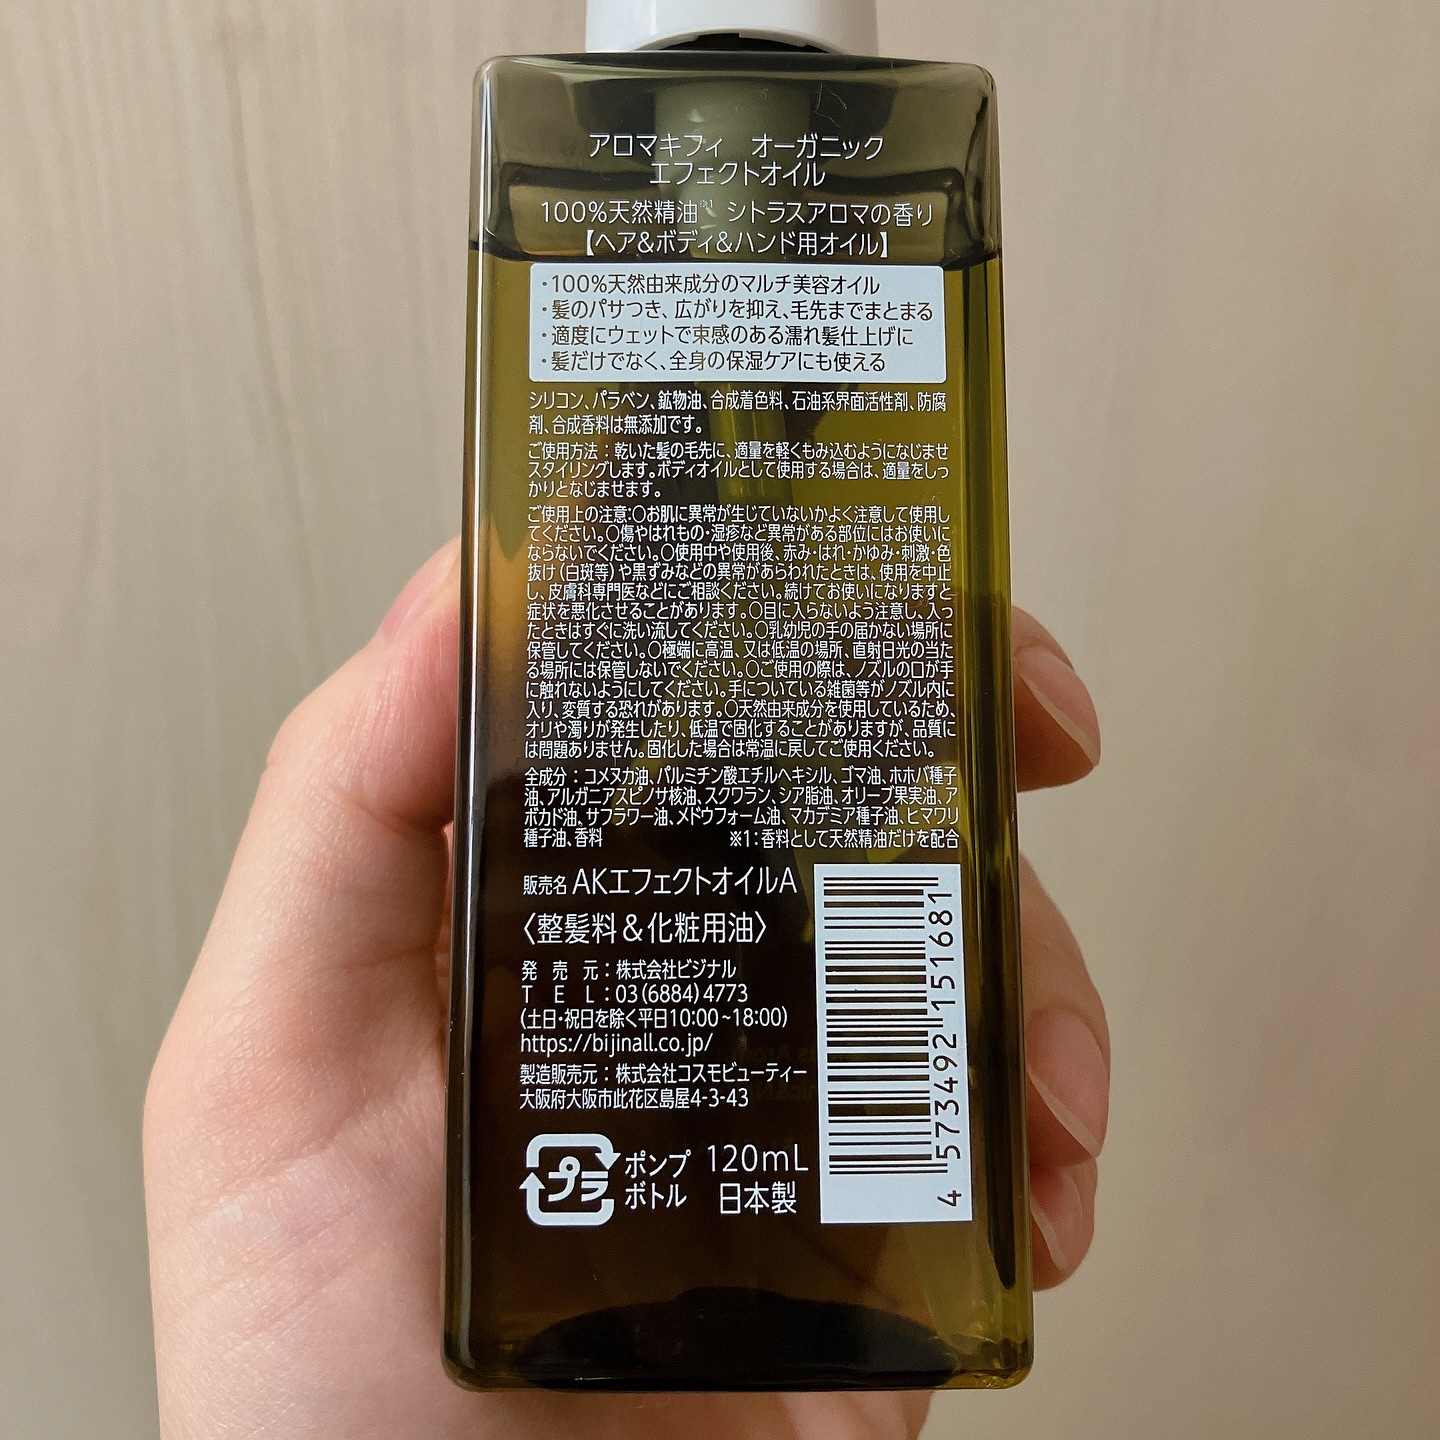 アロマキフィ オーガニック
エフェクトオイル
100%天然精油※1 シトラスアロマの香り
【ヘア&ボディ&ハンド用オイル】
・100%天然由来成分のマルチ美容オイル
・髪のパサつき、広がりを抑え、毛先までまとまる
・適度にウェットで束感のある濡れ髪仕上げに
・髪だけでなく、全身の保湿ケアにも使える
シリコン、パラベン、鉱物油、合成着色料、石油系界面活性剤、防腐
剤、合成香料は無添加です。
ご使用方法：乾いた髪の毛先に、適量を軽くもみ込むようになじませ
スタイリングします。ボディオイルとして使用する場合は、適量をしっ
かりとなじませます。
ご使用上の注意:〇お肌に異常が生じていないかよく注意して使用し
てください。〇傷やはれもの・湿疹など異常がある部位にはお使いに
ならないでください。〇使用中や使用後、赤み・はれ・かゆみ・刺激・色
抜け(白斑等)や黒ずみなどの異常があらわれたときは、使用を中止
し、皮膚科専門医などにご相談ください。続けてお使いになりますと
症状を悪化させることがあります。〇目に入らないよう注意し、入っ
たときはすぐに洗い流してください。〇乳幼児の手の届かない場所に
保管してください。〇極端に高温、又は低温の場所、直射日光の当た
る場所には保管しないでください。〇ご使用の際は、ノズルの口が手
に触れないようにしてください。手についている雑菌等がノズル内に
入り、変質する恐れがあります。〇天然由来成分を使用しているため、
オリや濁りが発生したり、低温で固化することがありますが、品質に
は問題ありません。固化した場合は常温に戻してご使用ください。
全成分：コメヌカ油、パルミチン酸エチルヘキシル、ゴマ油、ホホバ種子
油、アルガニアスピノサ核油、スクワラン、シア脂油、オリーブ果実油、ア
ボカド油、サフラワー油、メドウフォーム油、マカデミア種子油、ヒマワリ
種子油、香料 ※1：香料として天然精油だけを配合
販売名 AKエフェクトオイルA
〈整髪料&化粧用油〉
発売元：株式会社ビジナル
TEL：03(6884)4773
(土日・祝日を除く平日10:00~18:00)
https://bijinall.co.jp/
製造販売元：株式会社コスモビューティー
大阪府大阪市此花区島屋4-3-43
プラ
ポンプ
ボトル
120mL
日本製
4 573492 151681